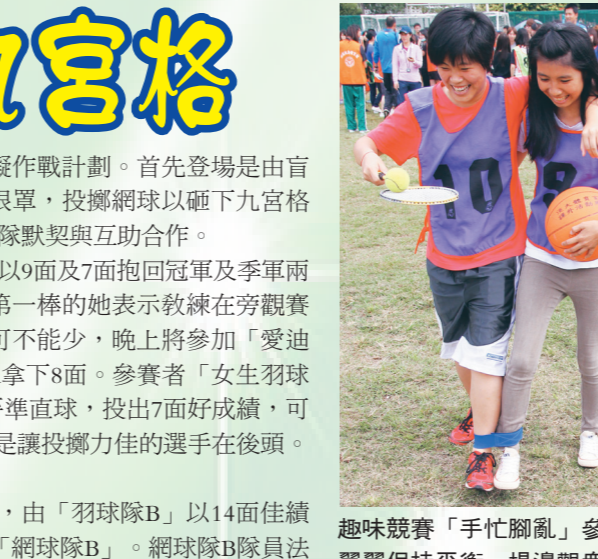 九宮格
擬作戰計劃。首先登場是由盲
眼罩，投擲網球以砸下九宮格
隊默契與互助合作。
以9面及7面抱回冠軍及季軍兩
第一棒的她表示教練在旁觀賽
可不能少，晚上將參加「愛迪
拿下8面。參賽者「女生羽球
準直球，投出7面好成績，可
是讓投擲力佳的選手在後頭。
，由「羽球隊B」以14面佳績
「網球隊B」。網球隊B隊員法
10
9
趣味競賽「手忙腳亂」參